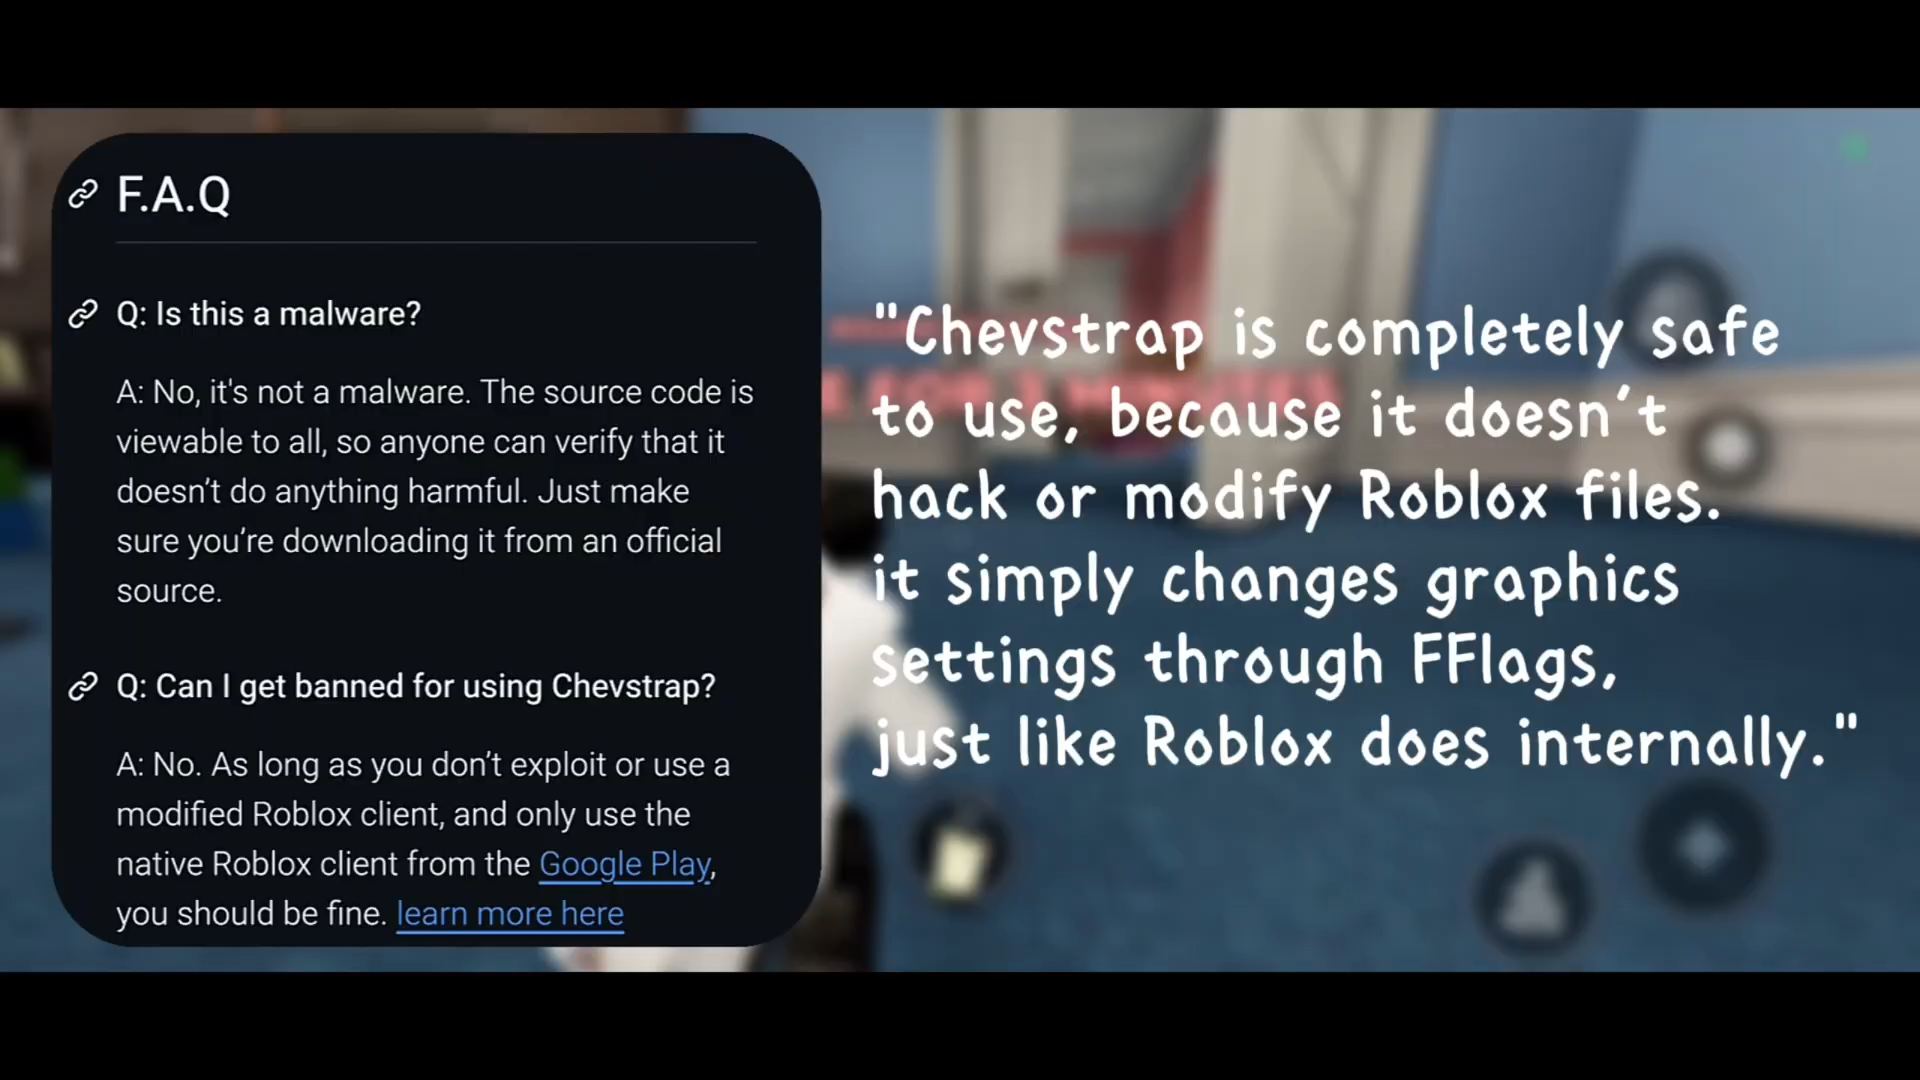 F.A.Q
Q: Is this a malware?
A: No, it's not a malware. The source code is
viewable to all, so anyone can verify that it
doesn't do anything harmful. Just make
sure you’re downloading it from an official
source.
Q: Can I get banned for using Chevstrap?
A: No. As long as you don’t exploit or use a
modified Roblox client, and only use the
native Roblox client from the Google Play,
you should be fine. learn more here
"Chevstrap is completely safe
to use, because it doesn’t
hack or modify Roblox files.
it simply changes graphics
settings through FFlags,
just like Roblox does internally."